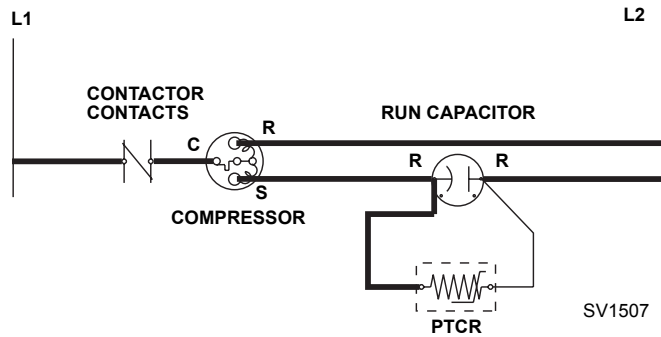 L1
L2
CONTACTOR
CONTACTS
RUN CAPACITOR
R
C
R
R
S
COMPRESSOR
SV1507
PTCR